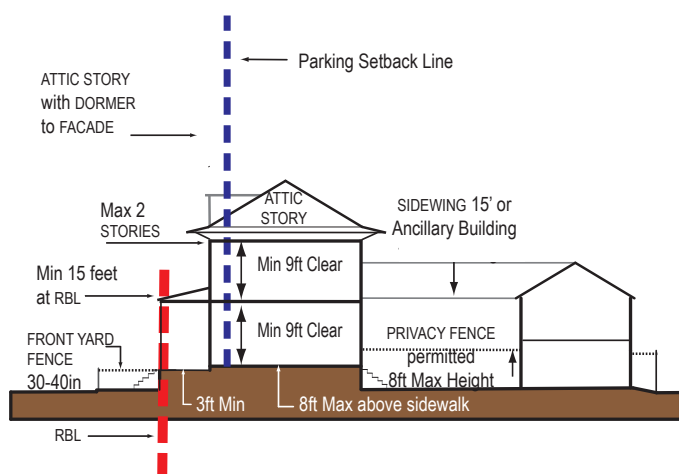 Parking Setback Line
ATTIC STORY
with DORMER
to FACADE
ATTIC
STORY
Max 2
STORIES
SIDEWING 15' or
Ancillary Building
Min 9ft Clear
Min 15 feet
at RBL
Min 9ft Clear
FRONT YARD
FENCE
30-40in
PRIVACY FENCE
permitted
8ft Max Height
3ft Min
8ft Max above sidewalk
RBL